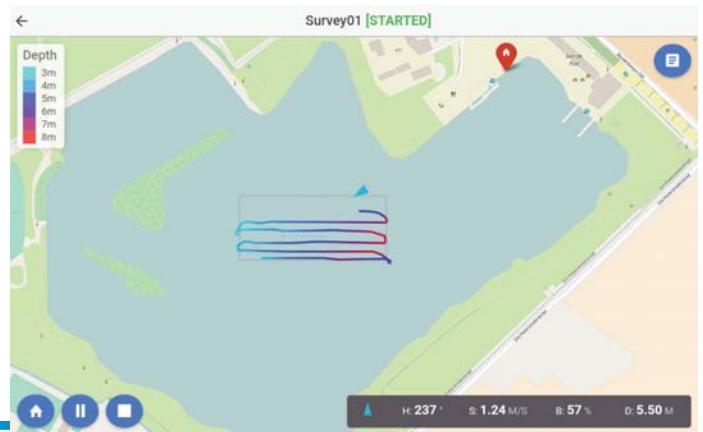 Survey01 [STARTED]
Depth
3m
4m
5m
6m
7m
8m
H: 237 °
S: 1.24 M/S
B: 57 %
D: 5.50 M